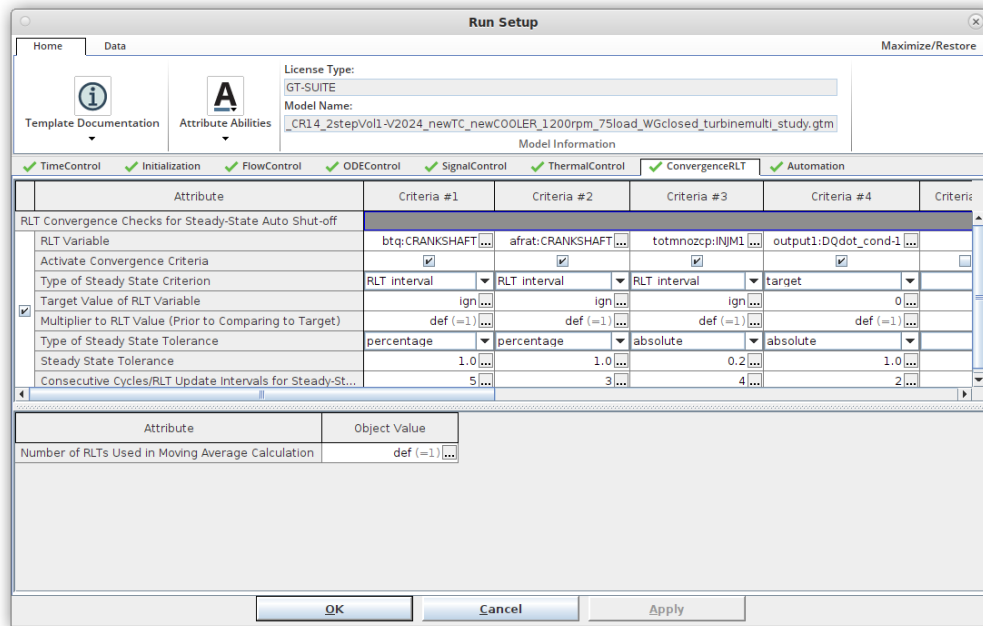 Run Setup
Home Data Maximize/Restore
License Type:
GT-SUITE
Model Name:
_CR14_2stepVol1-V2024_newTC_newCOOLER_1200rpm_75load_WGclosed_turbinemulti_study.gtm
Template Documentation
Attribute Abilities
Model Information
TimeControl Initialization FlowControl ODEControl SignalControl ThermalControl ConvergenceRLT Automation
Attribute Criteria #1 Criteria #2 Criteria #3 Criteria #4 Criteria
RLT Convergence Checks for Steady-State Auto Shut-off
RLT Variable btq:CRANKSHAFT ... afrat:CRANKSHAFT ... totmnozcp:INJM1 ... output1:DQdot_cond-1 ...
Activate Convergence Criteria
Type of Steady State Criterion RLT interval RLT interval RLT interval target
Target Value of RLT Variable ign ... ign ... ign ... 0 ...
Multiplier to RLT Value (Prior to Comparing to Target) def (=1) ... def (=1) ... def (=1) ... def (=1) ...
Type of Steady State Tolerance percentage percentage absolute absolute
Steady State Tolerance 1.0 ... 1.0 ... 0.2 ... 1.0 ...
Consecutive Cycles/RLT Update Intervals for Steady-St... 5 ... 3 ... 4 ... 2 ...
Attribute Object Value
Number of RLTs Used in Moving Average Calculation def (=1) ...
OK Cancel Apply